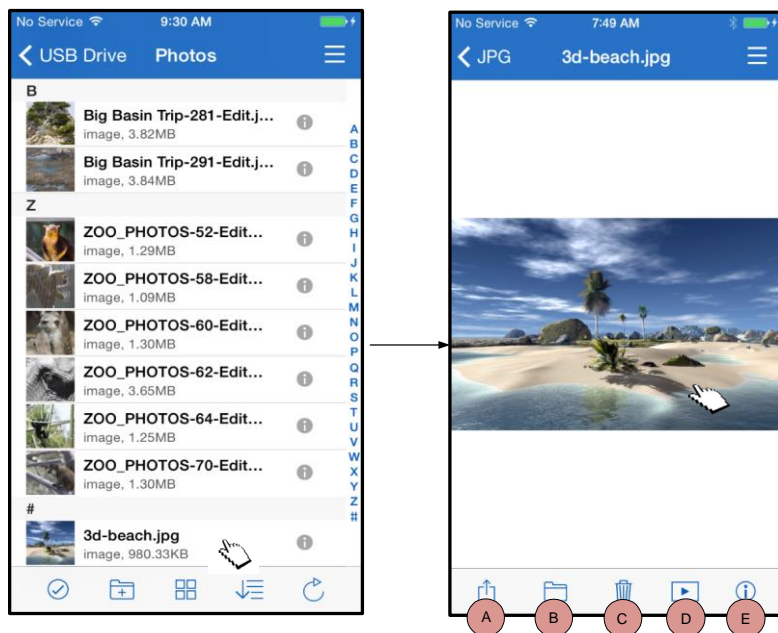 No Service 9:30 AM
USB Drive Photos
B
Big Basin Trip-281-Edit.j...
image, 3.82MB
Big Basin Trip-291-Edit.j...
image, 3.84MB
Z
ZOO_PHOTOS-52-Edit...
image, 1.29MB
ZOO_PHOTOS-58-Edit...
image, 1.09MB
ZOO_PHOTOS-60-Edit...
image, 1.30MB
ZOO_PHOTOS-62-Edit...
image, 3.65MB
ZOO_PHOTOS-64-Edit...
image, 1.25MB
ZOO_PHOTOS-70-Edit...
image, 1.30MB
#
3d-beach.jpg
image, 980.33KB
A
B
C
D
E
F
G
H
I
J
K
L
M
N
O
P
Q
R
S
T
U
V
W
X
Y
Z
#
No Service 7:49 AM
JPG 3d-beach.jpg
A B C D E